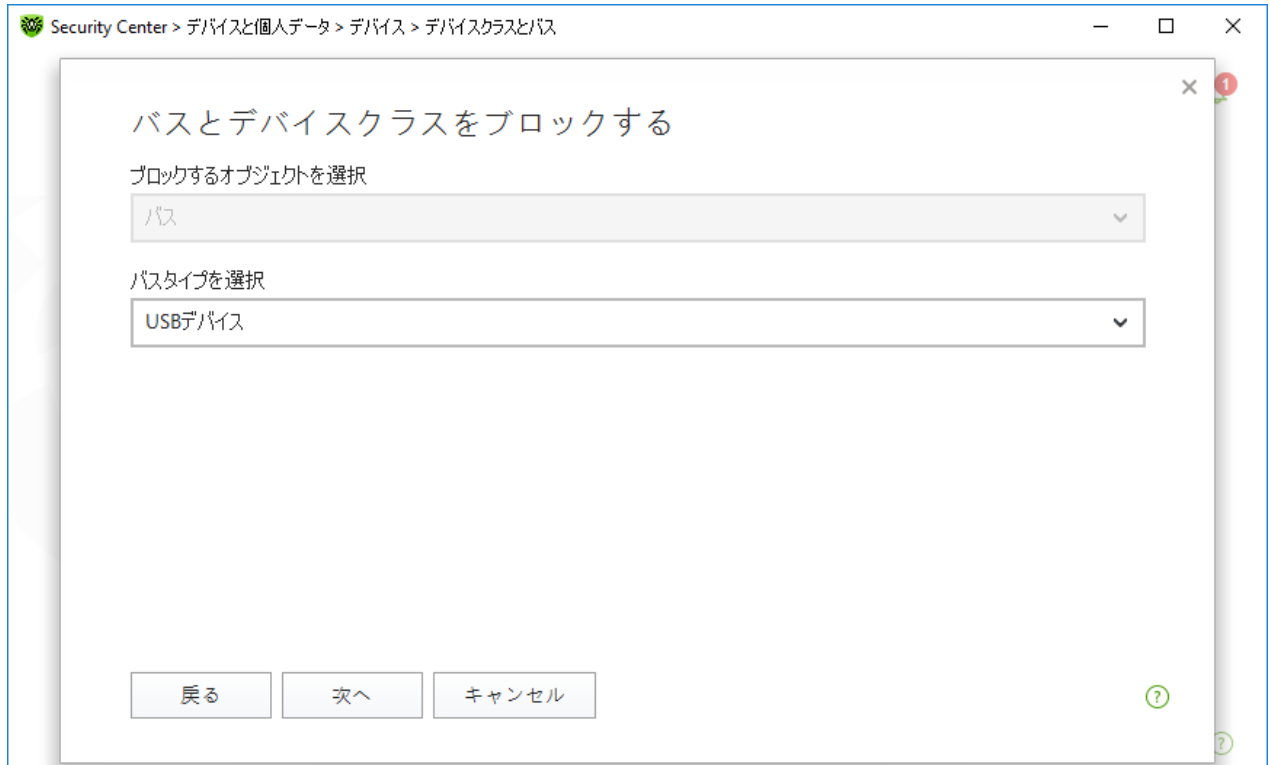 Security Center > デバイスと個人データ > デバイス > デバイスクラスとバス
1
バスとデバイスクラスをブロックする
ブロックするオブジェクトを選択
バス
バスタイプを選択
USBデバイス
戻る 次へ キャンセル ?
?